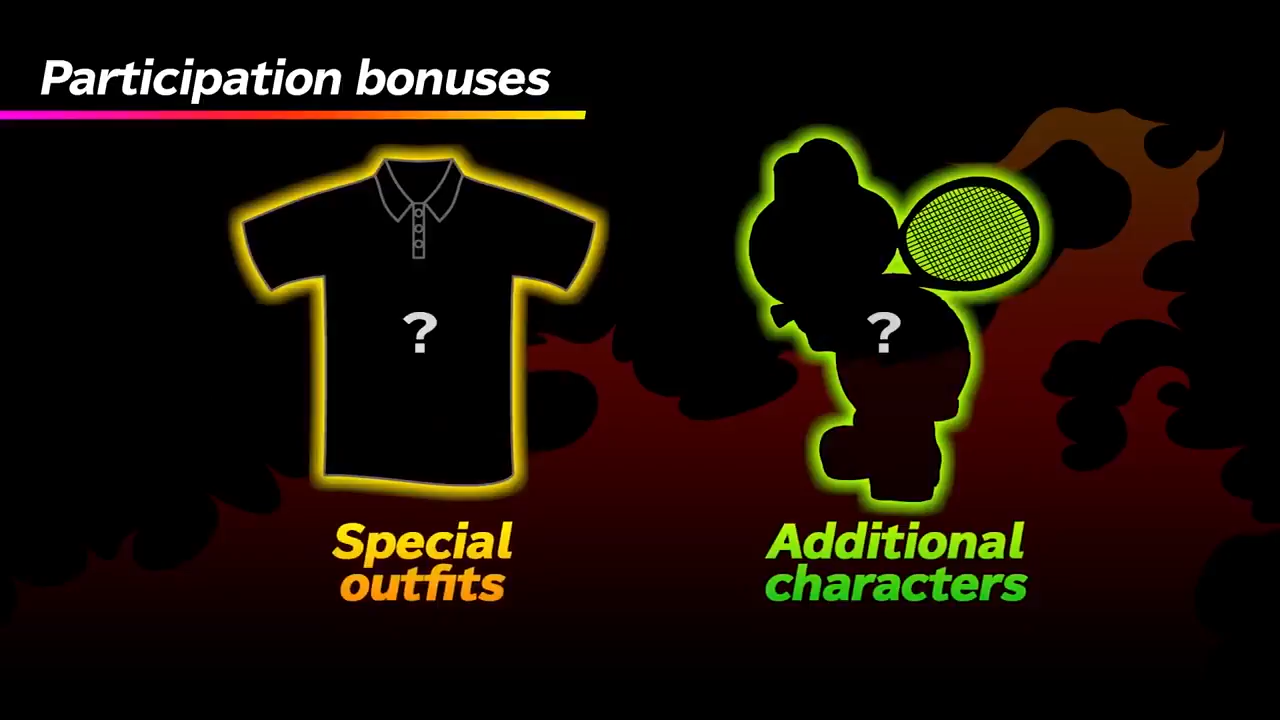 Participation bonuses
?
?
Special
outfits
Additional
characters